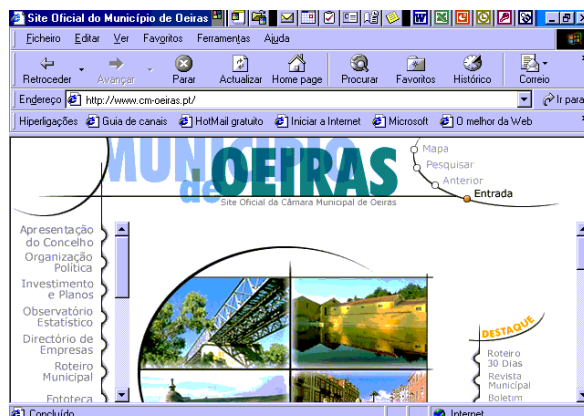 Site Oficial do Município de Oeiras
Ficheiro Editar Ver Favoritos Ferramentas Ajuda
Retroceder Avançar Parar Actualizar Home page Procurar Favoritos Histórico Correio
Endereço http://www.cm-oeiras.pt/ Ir para
Hiperligações Guia de canais HotMail gratuito Iniciar a Internet Microsoft O melhor da Web
MUNICÍPIO
de OEIRAS
Site Oficial da Câmara Municipal de Oeiras
Mapa
Pesquisar
Anterior
Entrada
Apresentação
do Concelho
Organização
Política
Investimento
e Planos
Observatório
Estatístico
Directório de
Empresas
Roteiro
Municipal
Fototeca
DESTAQUE
Roteiro
30 Dias
Revista
Municipal
Boletim
Concluído Internet